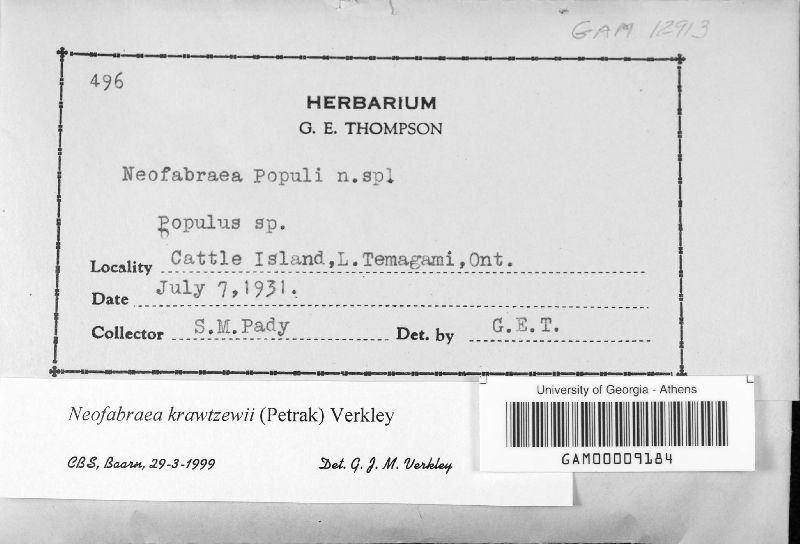 GAM 12913
496
HERBARIUM
G. E. THOMPSON
Neofabraea Populi n.spl
Populus sp.
Locality Cattle Island,L.Temagami,Ont.
Date July 7,1931.
Collector S.M.Pady Det. by G.E.T.
Neofabraea krawtzewii (Petrak) Verkley
CBS, Baarn, 29-3-1999 Det. G. J. M. Verkley
University of Georgia - Athens
GAM00009184